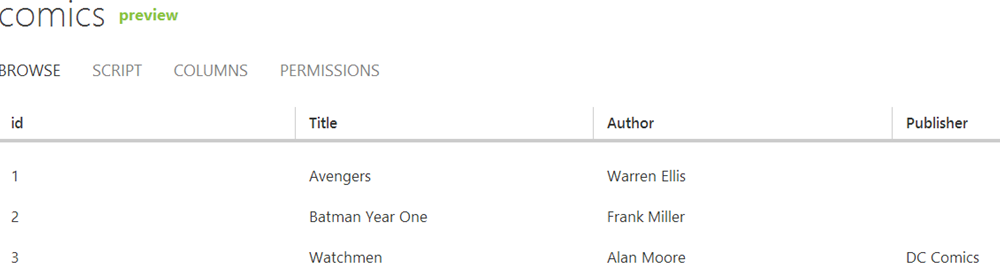 comics preview
BROWSE SCRIPT COLUMNS PERMISSIONS
id Title Author Publisher
1 Avengers Warren Ellis
2 Batman Year One Frank Miller
3 Watchmen Alan Moore DC Comics